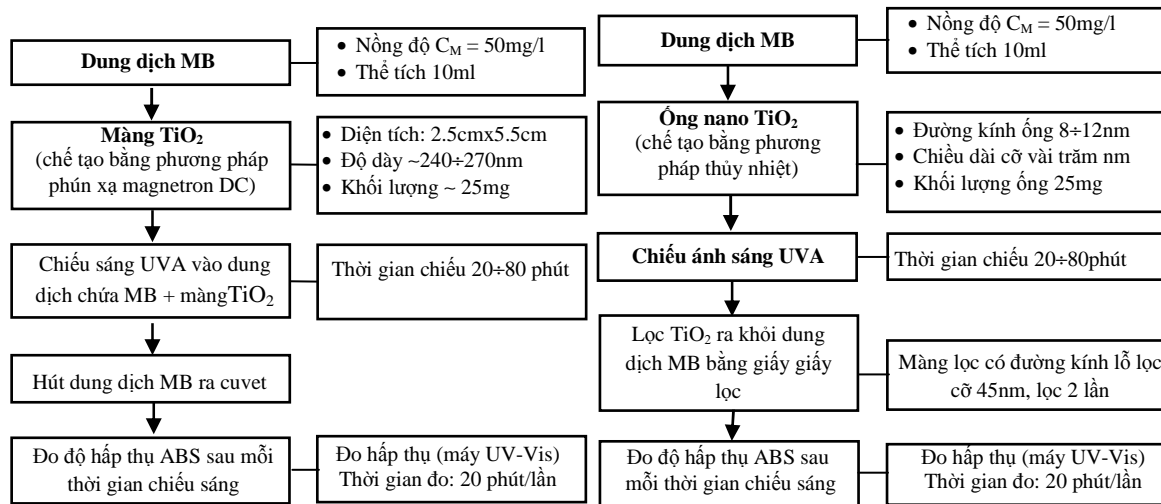 Dung dịch MB
• Nồng độ C_M = 50mg/l
• Thể tích 10ml
Màng TiO₂
(chế tạo bằng phương pháp
phún xạ magnetron DC)
• Diện tích: 2.5cmx5.5cm
• Độ dày ~240÷270nm
• Khối lượng ~ 25mg
Chiếu sáng UVA vào dung
dịch chứa MB + màngTiO₂
Thời gian chiếu 20÷80 phút
Hút dung dịch MB ra cuvet
Đo độ hấp thụ ABS sau mỗi
thời gian chiếu sáng
Đo hấp thụ (máy UV-Vis)
Thời gian đo: 20 phút/lần
Dung dịch MB
• Nồng độ C_M = 50mg/l
• Thể tích 10ml
Ống nano TiO₂
(chế tạo bằng phương
pháp thủy nhiệt)
• Đường kính ống 8÷12nm
• Chiều dài cỡ vài trăm nm
• Khối lượng ống 25mg
Chiếu ánh sáng UVA
Thời gian chiếu 20÷80phút
Lọc TiO₂ ra khỏi dung
dịch MB bằng giấy giấy
lọc
Màng lọc có đường kính lỗ lọc
cỡ 45nm, lọc 2 lần
Đo độ hấp thụ ABS sau
mỗi thời gian chiếu sáng
Đo hấp thụ (máy UV-Vis)
Thời gian đo: 20 phút/lần